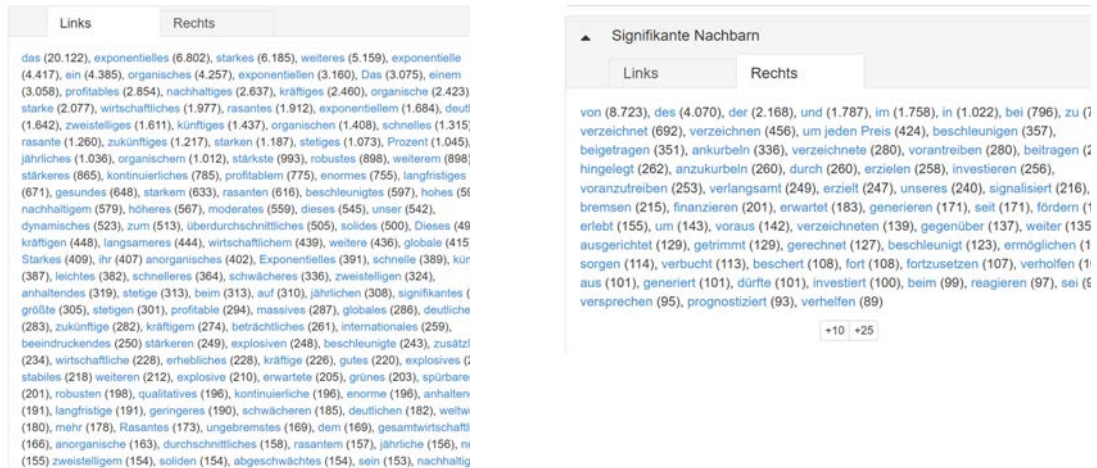 Links Rechts
das (20.122), exponentielles (6.802), starkes (6.185), weiteres (5.159), exponentielle
(4.417), ein (4.385), organisches (4.257), exponentiellen (3.160), Das (3.075), einem
(3.058), profitables (2.854), nachhaltiges (2.637), kräftiges (2.460), organische (2.423)
starke (2.077), wirtschaftliches (1.977), rasantes (1.912), exponentiellem (1.684),
(1.642), zweistelliges (1.611), künftiges (1.437), organischen (1.408), schnelles (1.315)
rasante (1.260), zukünftiges (1.217), starken (1.187), stetiges (1.073), Prozent (1.045),
jährliches (1.036), organischem (1.012), stärkste (993), robustes (898), weiterem (898)
stärkeres (865), kontinuierliches (785), profitablem (775), enormes (755), langfristiges
(671), gesundes (648), starkem (633), rasanten (616), beschleunigtes (597), hohes
nachhaltigem (579), höheres (567), moderates (559), dieses (545), unser (542),
dynamisches (523), zum (513), überdurchschnittliches (505), solides (500), Dieses
kräftigen (448), langsameres (444), wirtschaftlichem (439), weitere (436), globale (415)
Starkes (409), ihr (407) anorganisches (402), Exponentielles (391), schnelle (389),
(387), leichtes (382), schnelleres (364), schwächeres (336), zweistelligen (324),
anhaltendes (319), stetige (313), beim (313), auf (310), jährlichen (308), signifikantes (
größte (305), stetigen (301), profitable (294), massives (287), globales (286), deutliche
(283), zukünftige (282), kräftigem (274), beträchtliches (261), internationales (259),
beeindruckendes (250) stärkeren (249), explosiven (248), beschleunigte (243),
(234), wirtschaftliche (228), erhebliches (228), kräftige (226), gutes (220), explosives
stabiles (218) weiteren (212), explosive (210), erwartete (205), grünes (203),
(201), robusten (198), qualitatives (196), kontinuierliche (196), enorme (196),
(191), langfristige (191), geringeres (190), schwächeren (185), deutlichen (182),
(180), mehr (178), Rasantes (173), ungebremstes (169), dem (169),
(166), anorganische (163), durchschnittliches (158), rasantem (157), jährliche (156),
(155) zweistelligem (154), soliden (154), abgeschwächtes (154), sein (153),
Signifikante Nachbarn
Links Rechts
von (8.723), des (4.070), der (2.168), und (1.787), im (1.758), in (1.022), bei (796), zu
verzeichnet (692), verzeichnen (456), um jeden Preis (424), beschleunigen (357),
beigetragen (351), ankurbeln (336), verzeichnete (280), vorantreiben (280), beitragen
hingelegt (262), anzukurbeln (260), durch (260), erzielen (258), investieren (256),
voranzutreiben (253), verlangsamt (249), erzielt (247), unseres (240), signalisiert (216),
bremsen (215), finanzieren (201), erwartet (183), generieren (171), seit (171), fördern
erlebt (155), um (143), voraus (142), verzeichneten (139), gegenüber (137), weiter (135
ausgerichtet (129), getrimmt (129), gerechnet (127), beschleunigt (123), ermöglichen
sorgen (114), verbucht (113), beschert (108), fort (108), fortzusetzen (107), verholfen
aus (101), generiert (101), dürfte (101), investiert (100), beim (99), reagieren (97), sei
versprechen (95), prognostiziert (93), verhelfen (89)
+10 +25